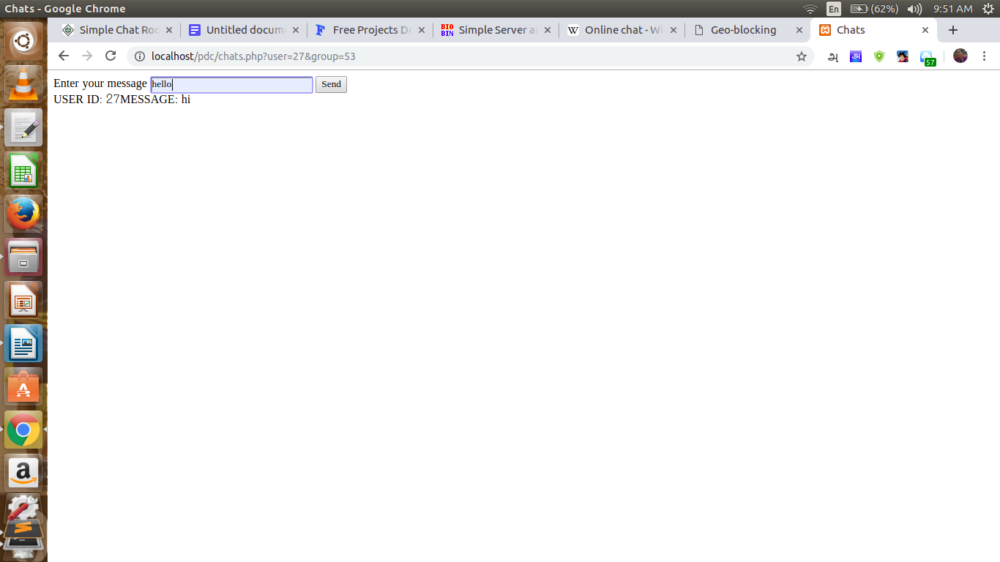 Chats - Google Chrome
En
(62%)
9:51 AM
Simple Chat Roo
Untitled docum
Free Projects Do
BIO
BIN
Simple Server a
W
Online chat - Wi
Geo-blocking
Chats
localhost/pdc/chats.php?user=27&group=53
அ
57
Enter your message hello Send
USER ID: 27MESSAGE: hi